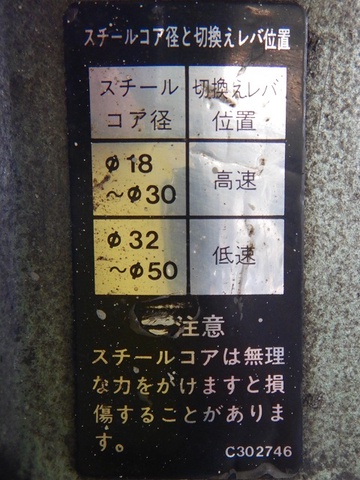 スチールコア径と切換えレバ位置
スチール
コア径
切換えレバ
位置
φ18
～φ30
高速
φ32
～φ50
低速
注意
スチールコアは無理
な力をがけますと損
傷することがありま
す。
C302746